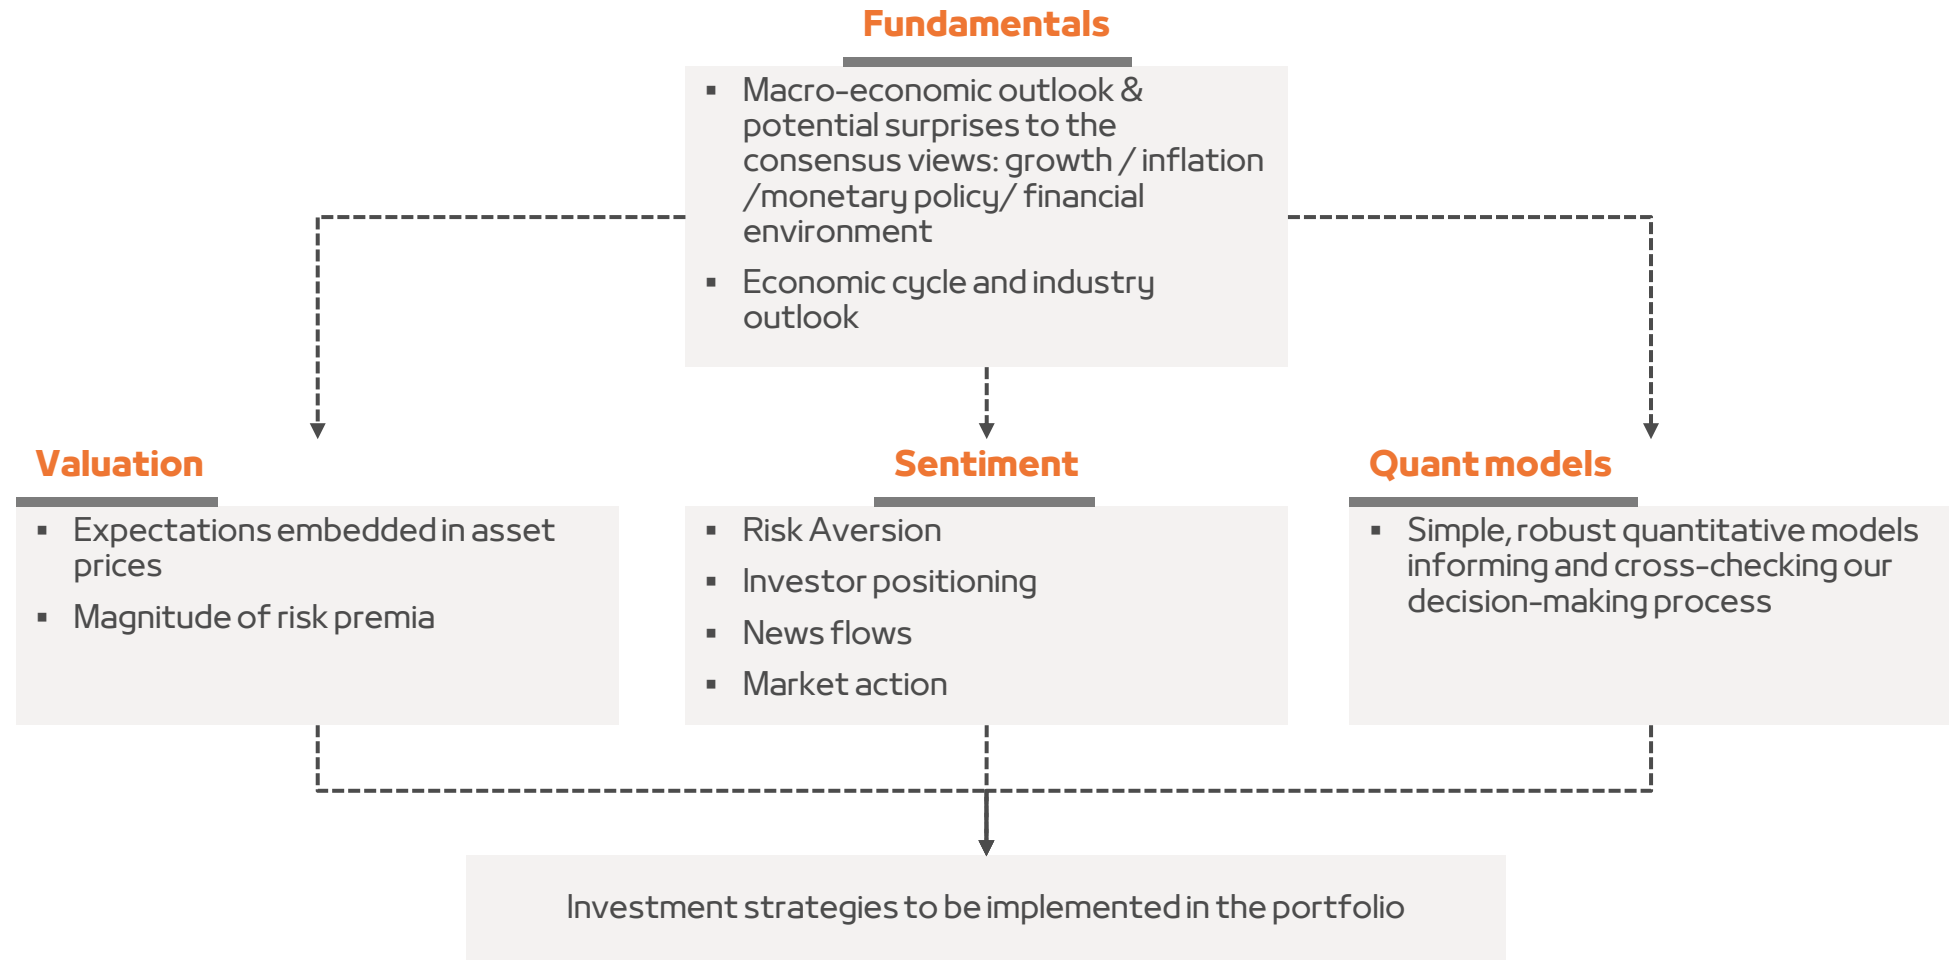 Fundamentals
▪ Macro-economic outlook &
potential surprises to the
consensus views: growth / inflation
/monetary policy/ financial
environment
▪ Economic cycle and industry
outlook
Valuation
▪ Expectations embedded in asset
prices
▪ Magnitude of risk premia
Sentiment
▪ Risk Aversion
▪ Investor positioning
▪ News flows
▪ Market action
Quant models
▪ Simple, robust quantitative models
informing and cross-checking our
decision-making process
Investment strategies to be implemented in the portfolio